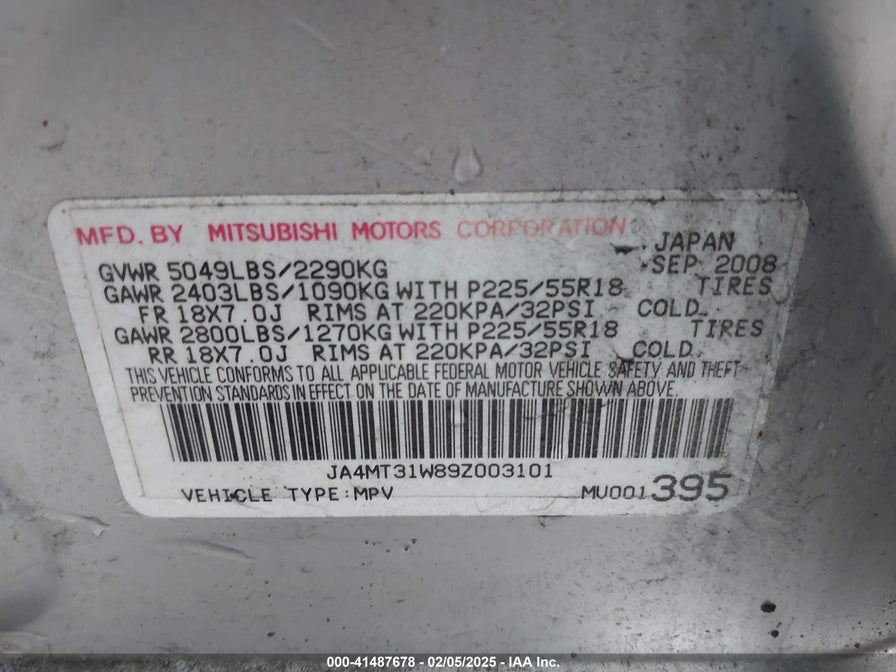 MFD. BY MITSUBISHI MOTORS CORPORATION
JAPAN
GVWR 5049LBS/2290KG SEP 2008
GAWR 2403LBS/1090KG WITH P225/55R18 TIRES
FR 18X7.0J RIMS AT 220KPA/32PSI COLD
GAWR 2800LBS/1270KG WITH P225/55R18 TIRES
RR 18X7.0J RIMS AT 220KPA/32PSI COLD
THIS VEHICLE CONFORMS TO ALL APPLICABLE FEDERAL MOTOR VEHICLE SAFETY AND THEFT
PREVENTION STANDARDS IN EFFECT ON THE DATE OF MANUFACTURE SHOWN ABOVE.
JA4MT31W89Z003101
VEHICLE TYPE:MPV MU001395
000-41487678 - 02/05/2025 - IAA Inc.